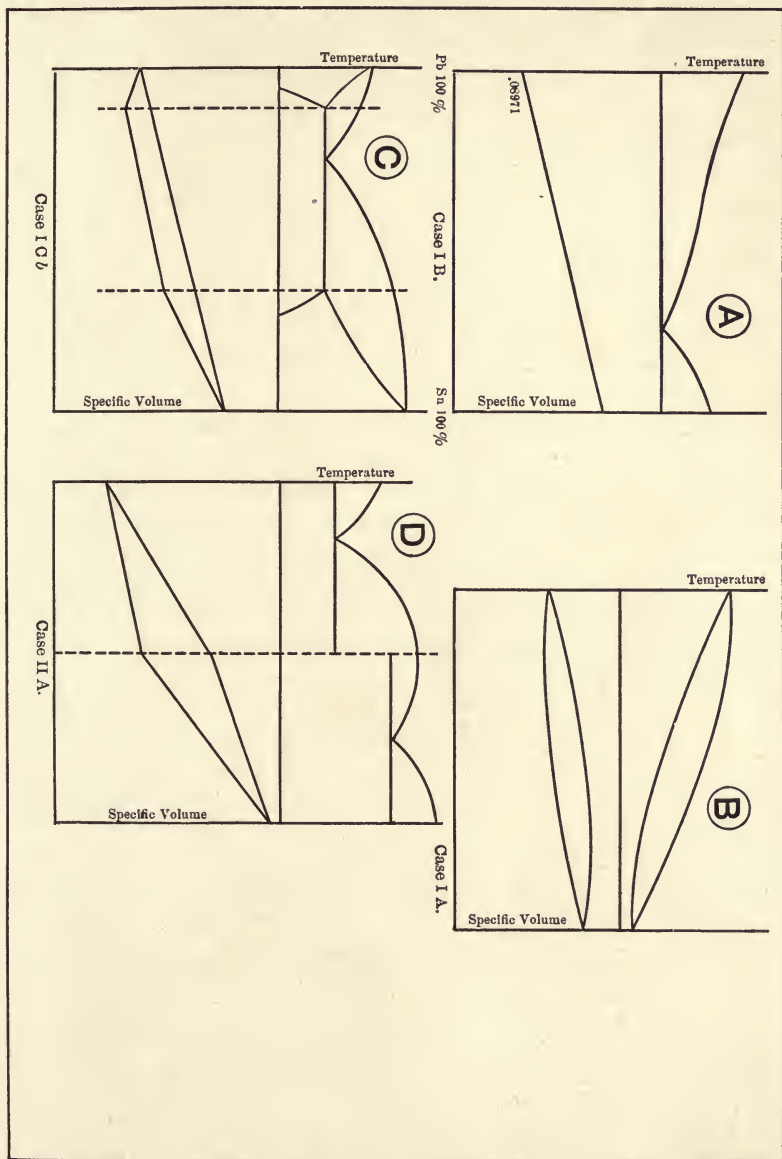 Temperature
Pb 100 %
Temperature
.08971
C
Case I B.
A
Case I C b
Specific Volume
Sn 100 %
Specific Volume
Temperature
D
Temperature
Case II A.
B
Specific Volume
Case I A.
Specific Volume